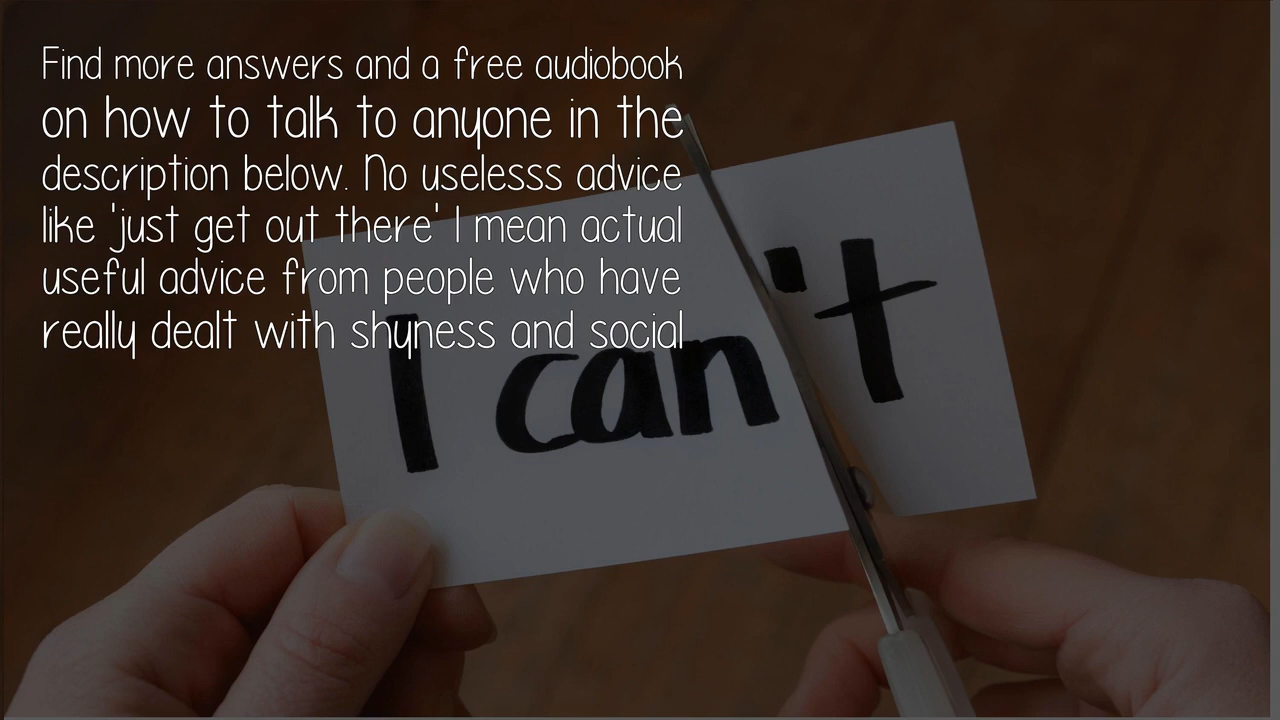 Find more answers and a free audiobook
on how to talk to anyone in the
description below. No uselesss advice
like 'just get out there' I mean actual
useful advice from people who have
really dealt with shyness and social
I can't